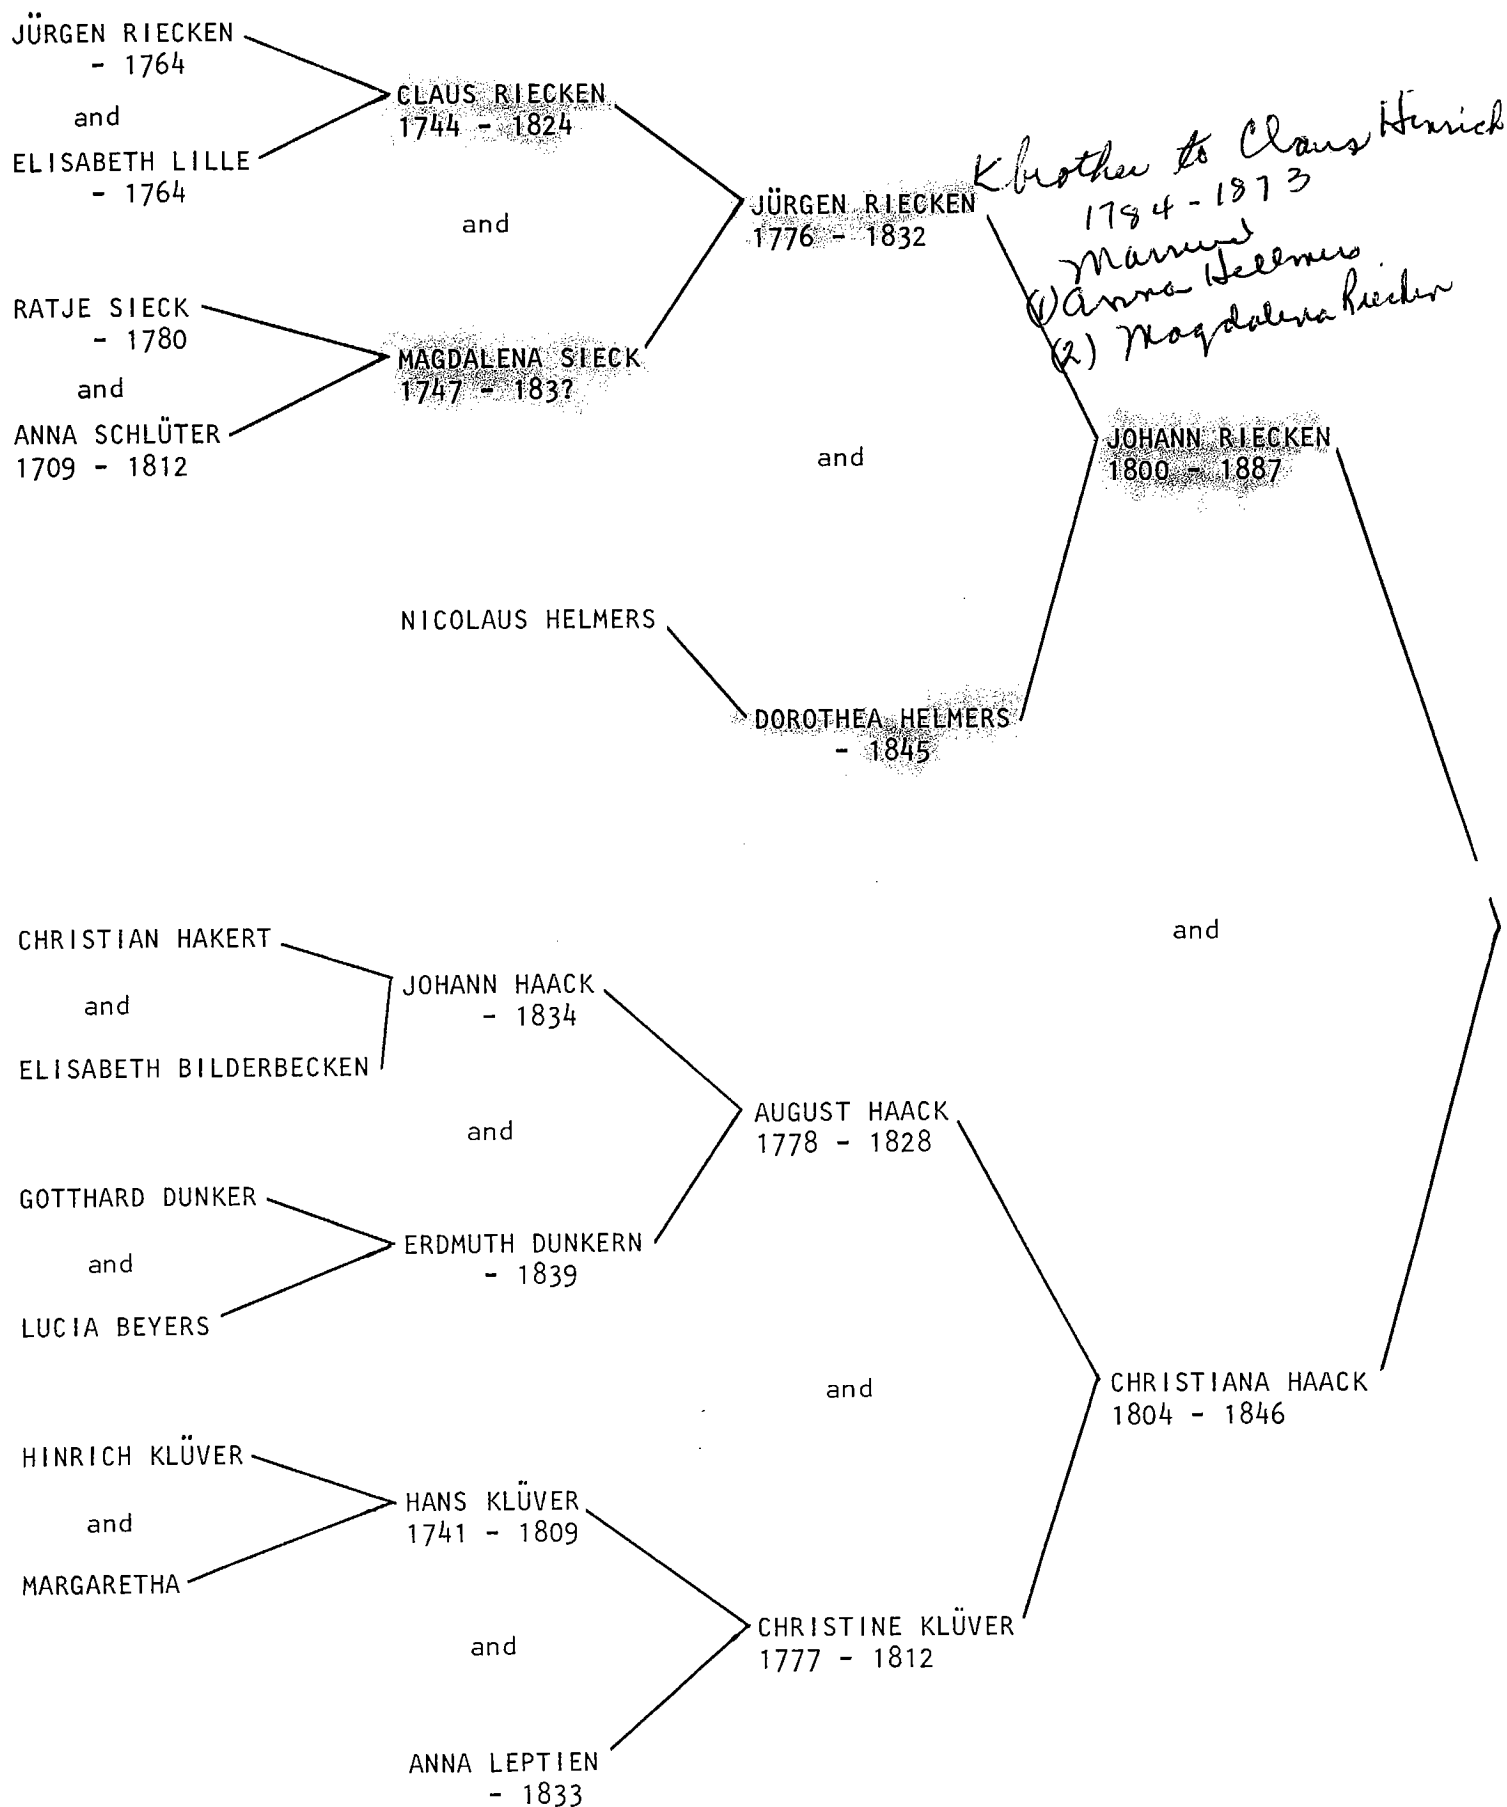 JÜRGEN RIECKEN
- 1764
and
ELISABETH LILLE
- 1764
CLAUS RIECKEN
1744 - 1824
and
RATJE SIECK
- 1780
and
ANNA SCHLÜTER
1709 - 1812
MAGDALENA SIECK
1747 - 183?
JÜRGEN RIECKEN
1776 - 1832
brother to Claus Hinrich
1784 - 1873
Married
(1) Anna Hellmers
(2) Magdalena Riecken
and
JOHANN RIECKEN
1800 - 1887
NICOLAUS HELMERS
DOROTHEA HELMERS
- 1845
and
CHRISTIAN HAKERT
and
ELISABETH BILDERBECKEN
JOHANN HAACK
- 1834
and
GOTTHARD DUNKER
and
LUCIA BEYERS
ERDMUTH DUNKERN
- 1839
AUGUST HAACK
1778 - 1828
and
CHRISTIANA HAACK
1804 - 1846
HINRICH KLÜVER
and
MARGARETHA
HANS KLÜVER
1741 - 1809
and
ANNA LEPTIEN
- 1833
CHRISTINE KLÜVER
1777 - 1812